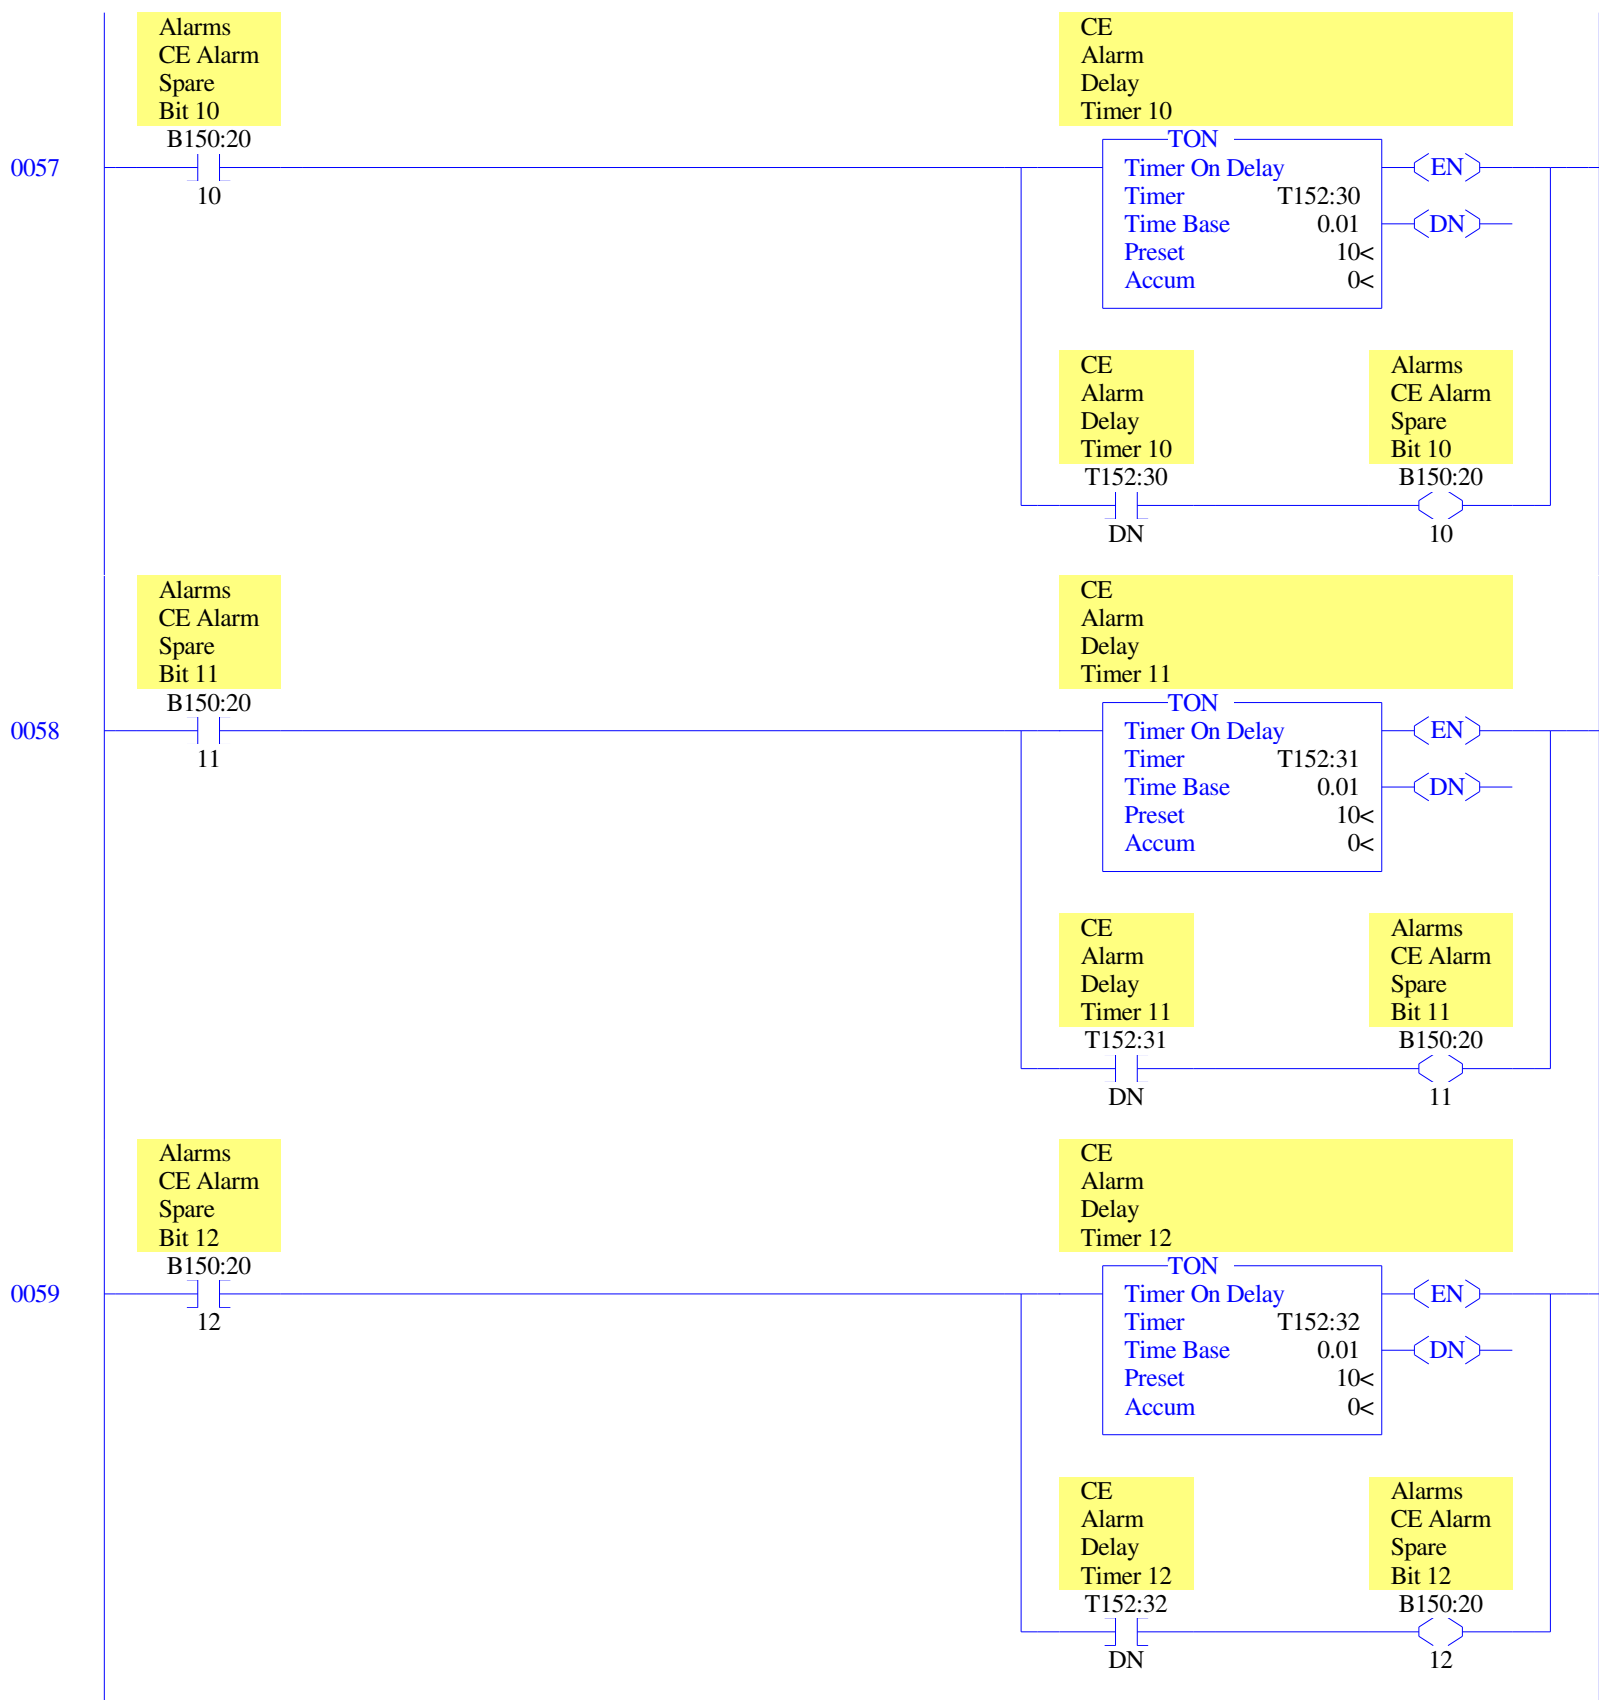 Alarms
CE Alarm
Spare
Bit 10
B150:20
10
0057
CE
Alarm
Delay
Timer 10
TON
Timer On Delay
Timer T152:30
Time Base 0.01
Preset 10<
Accum 0<
EN
DN
CE
Alarm
Delay
Timer 10
T152:30
DN
Alarms
CE Alarm
Spare
Bit 10
B150:20
10
Alarms
CE Alarm
Spare
Bit 11
B150:20
11
0058
CE
Alarm
Delay
Timer 11
TON
Timer On Delay
Timer T152:31
Time Base 0.01
Preset 10<
Accum 0<
EN
DN
CE
Alarm
Delay
Timer 11
T152:31
DN
Alarms
CE Alarm
Spare
Bit 11
B150:20
11
Alarms
CE Alarm
Spare
Bit 12
B150:20
12
0059
CE
Alarm
Delay
Timer 12
TON
Timer On Delay
Timer T152:32
Time Base 0.01
Preset 10<
Accum 0<
EN
DN
CE
Alarm
Delay
Timer 12
T152:32
DN
Alarms
CE Alarm
Spare
Bit 12
B150:20
12